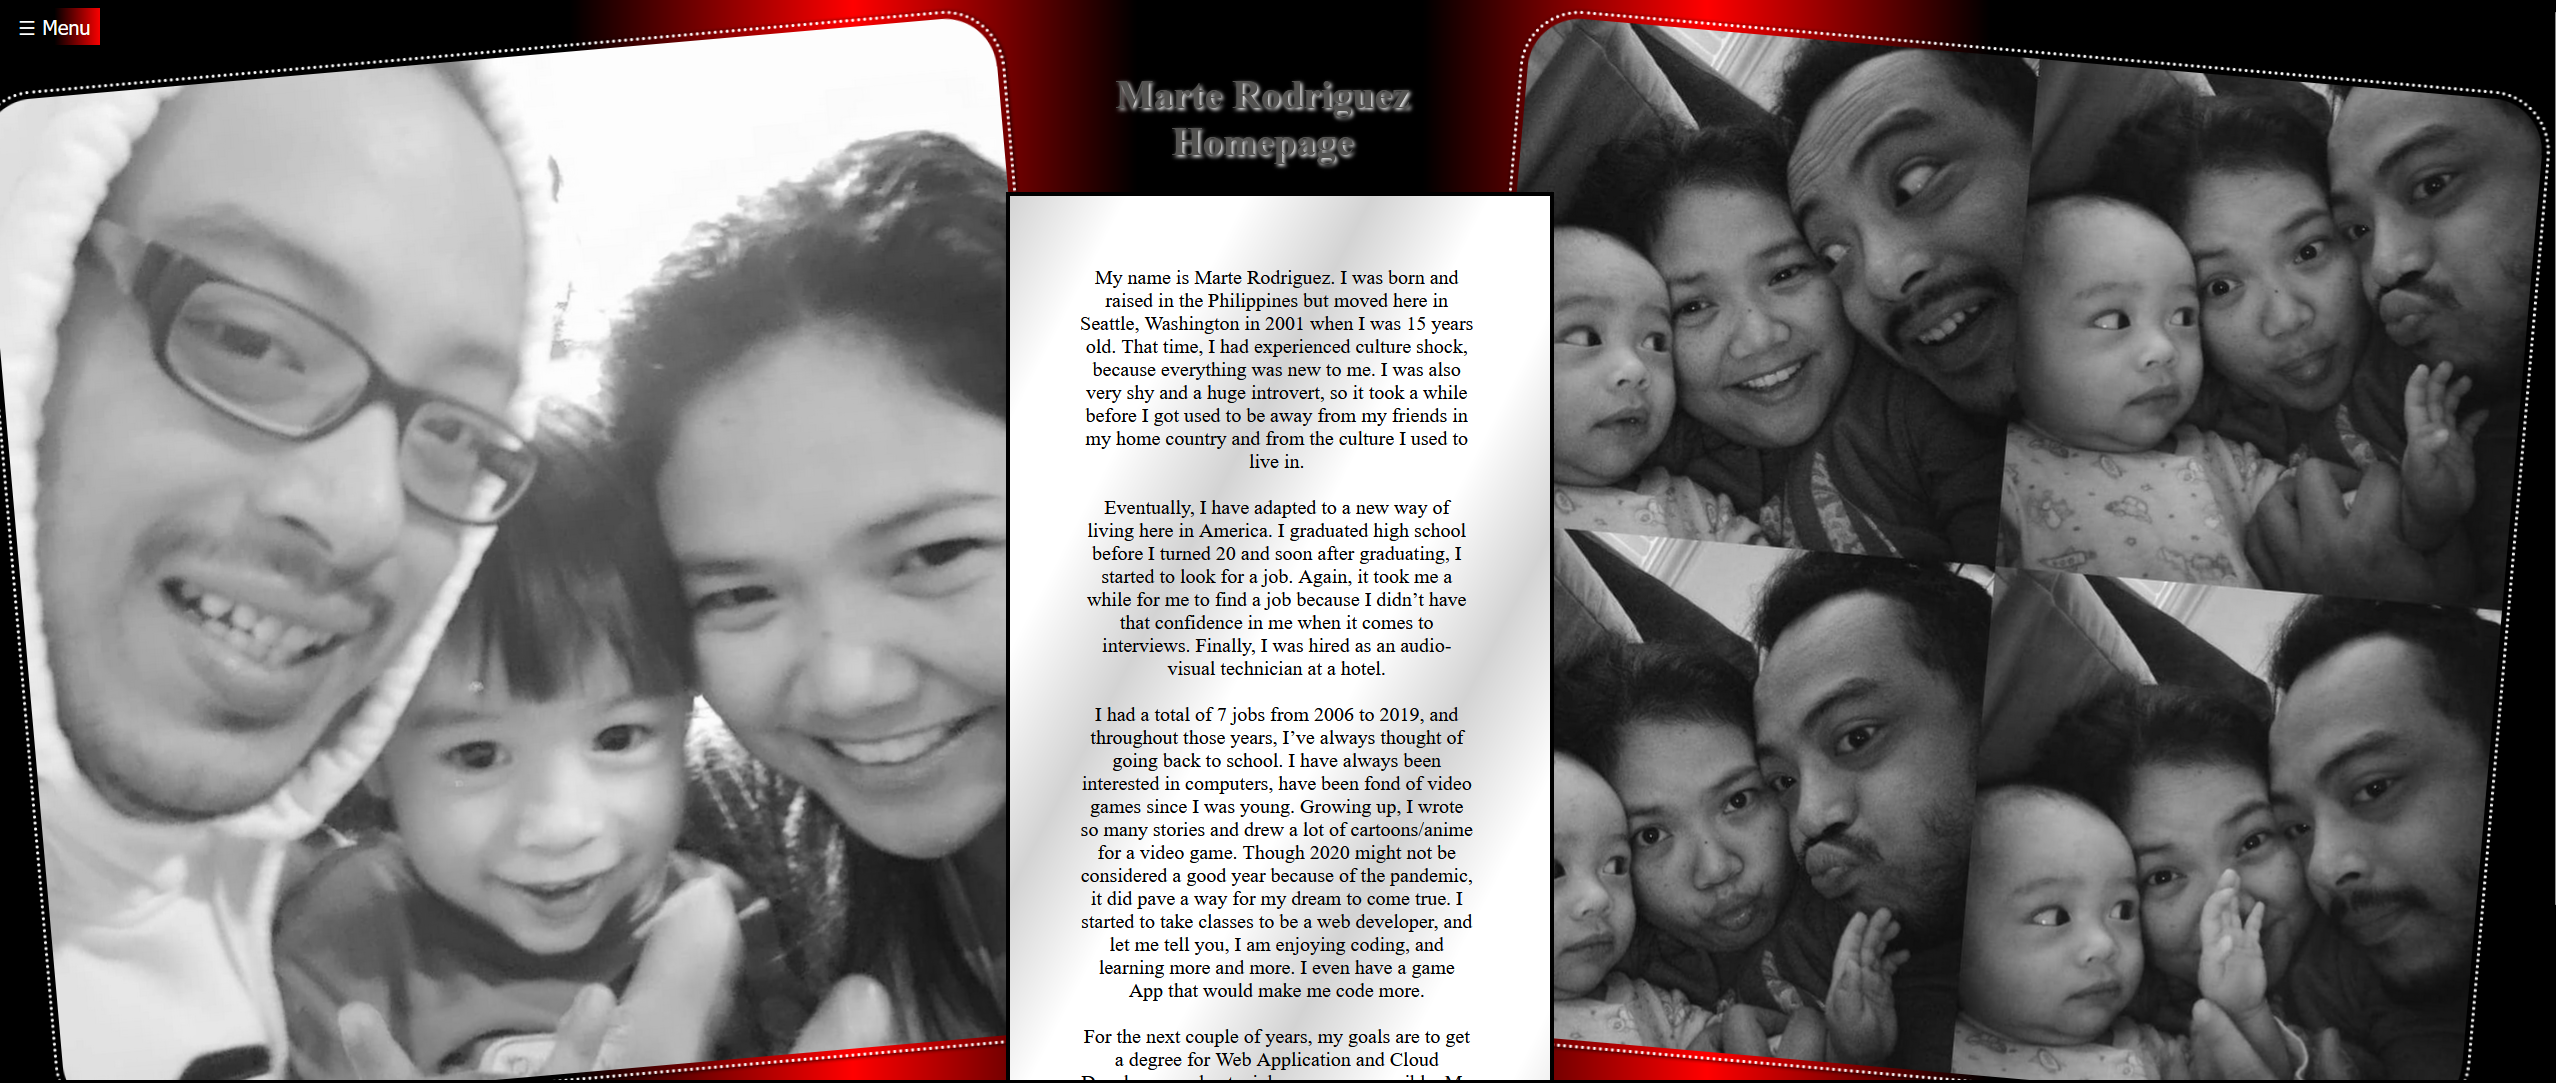 ☰ Menu
Marte Rodriguez
Homepage
My name is Marte Rodriguez. I was born and
raised in the Philippines but moved here in
Seattle, Washington in 2001 when I was 15 years
old. That time, I had experienced culture shock,
because everything was new to me. I was also
very shy and a huge introvert, so it took a while
before I got used to be away from my friends in
my home country and from the culture I used to
live in.
Eventually, I have adapted to a new way of
living here in America. I graduated high school
before I turned 20 and soon after graduating, I
started to look for a job. Again, it took me a
while for me to find a job because I didn’t have
that confidence in me when it comes to
interviews. Finally, I was hired as an audio-
visual technician at a hotel.
I had a total of 7 jobs from 2006 to 2019, and
throughout those years, I’ve always thought of
going back to school. I have always been
interested in computers, have been fond of video
games since I was young. Growing up, I wrote
so many stories and drew a lot of cartoons/anime
for a video game. Though 2020 might not be
considered a good year because of the pandemic,
it did pave a way for my dream to come true. I
started to take classes to be a web developer, and
let me tell you, I am enjoying coding, and
learning more and more. I even have a game
App that would make me code more.
For the next couple of years, my goals are to get
a degree for Web Application and Cloud